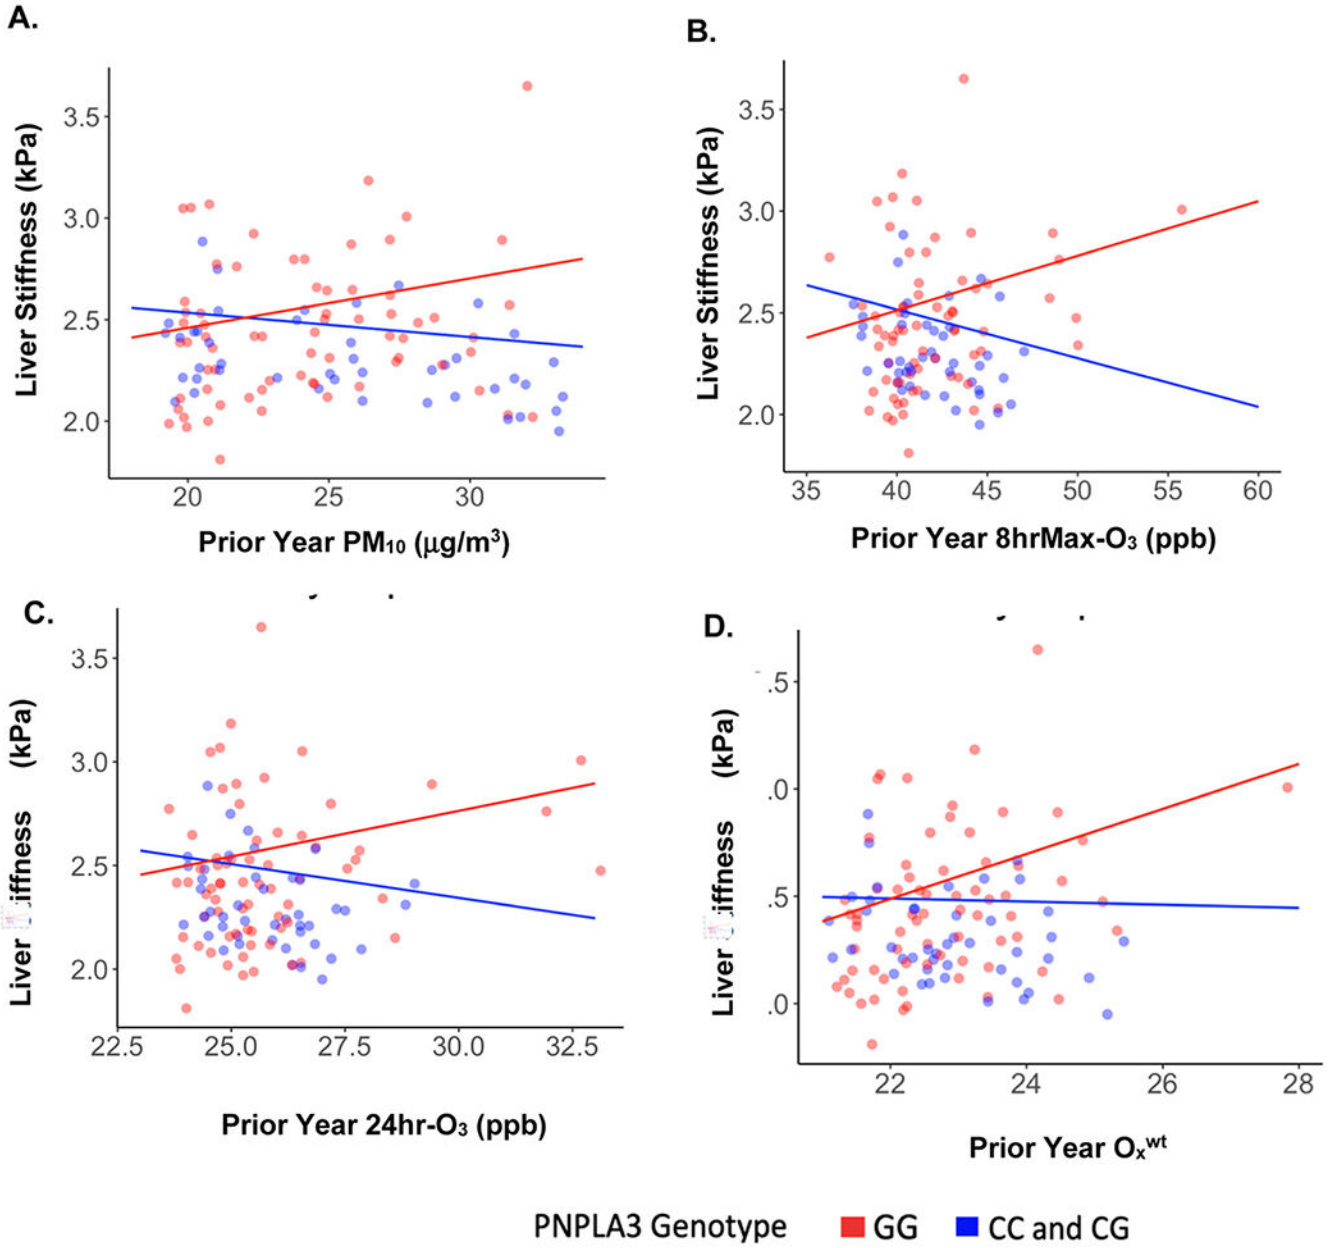 A.
Liver Stiffness (kPa)
3.5
3.0
2.5
2.0
20 25 30
Prior Year PM₁₀ (μg/m³)
B.
Liver Stiffness (kPa)
3.5
3.0
2.5
2.0
35 40 45 50 55 60
Prior Year 8hrMax-O₃ (ppb)
C.
Liver iffness (kPa)
3.5
3.0
2.5
2.0
22.5 25.0 27.5 30.0 32.5
Prior Year 24hr-O₃ (ppb)
D.
Liver iffness (kPa)
.5
.0
.5
.0
22 24 26 28
Prior Year Oₓʷᵗ
PNPLA3 Genotype GG CC and CG